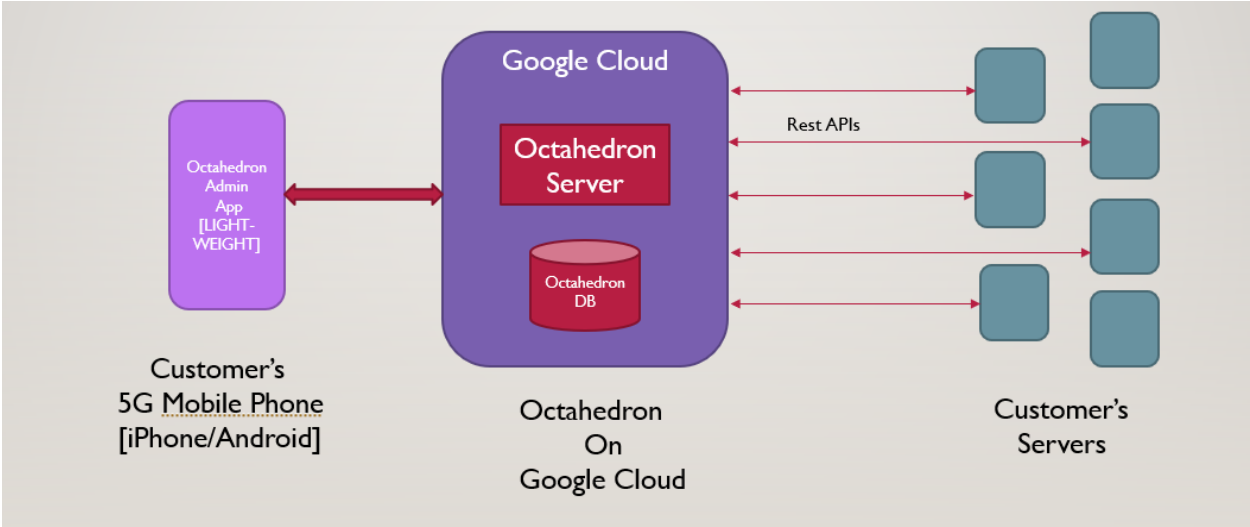 Google Cloud
Octahedron
Server
Octahedron
DB
Octahedron
Admin
App
[LIGHT-
WEIGHT]
Rest APIs
Customer's
5G Mobile Phone
[iPhone/Android]
Octahedron
On
Google Cloud
Customer's
Servers